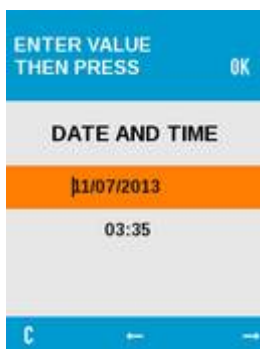 ENTER VALUE
THEN PRESS OK
DATE AND TIME
11/07/2013
03:35
C ← →